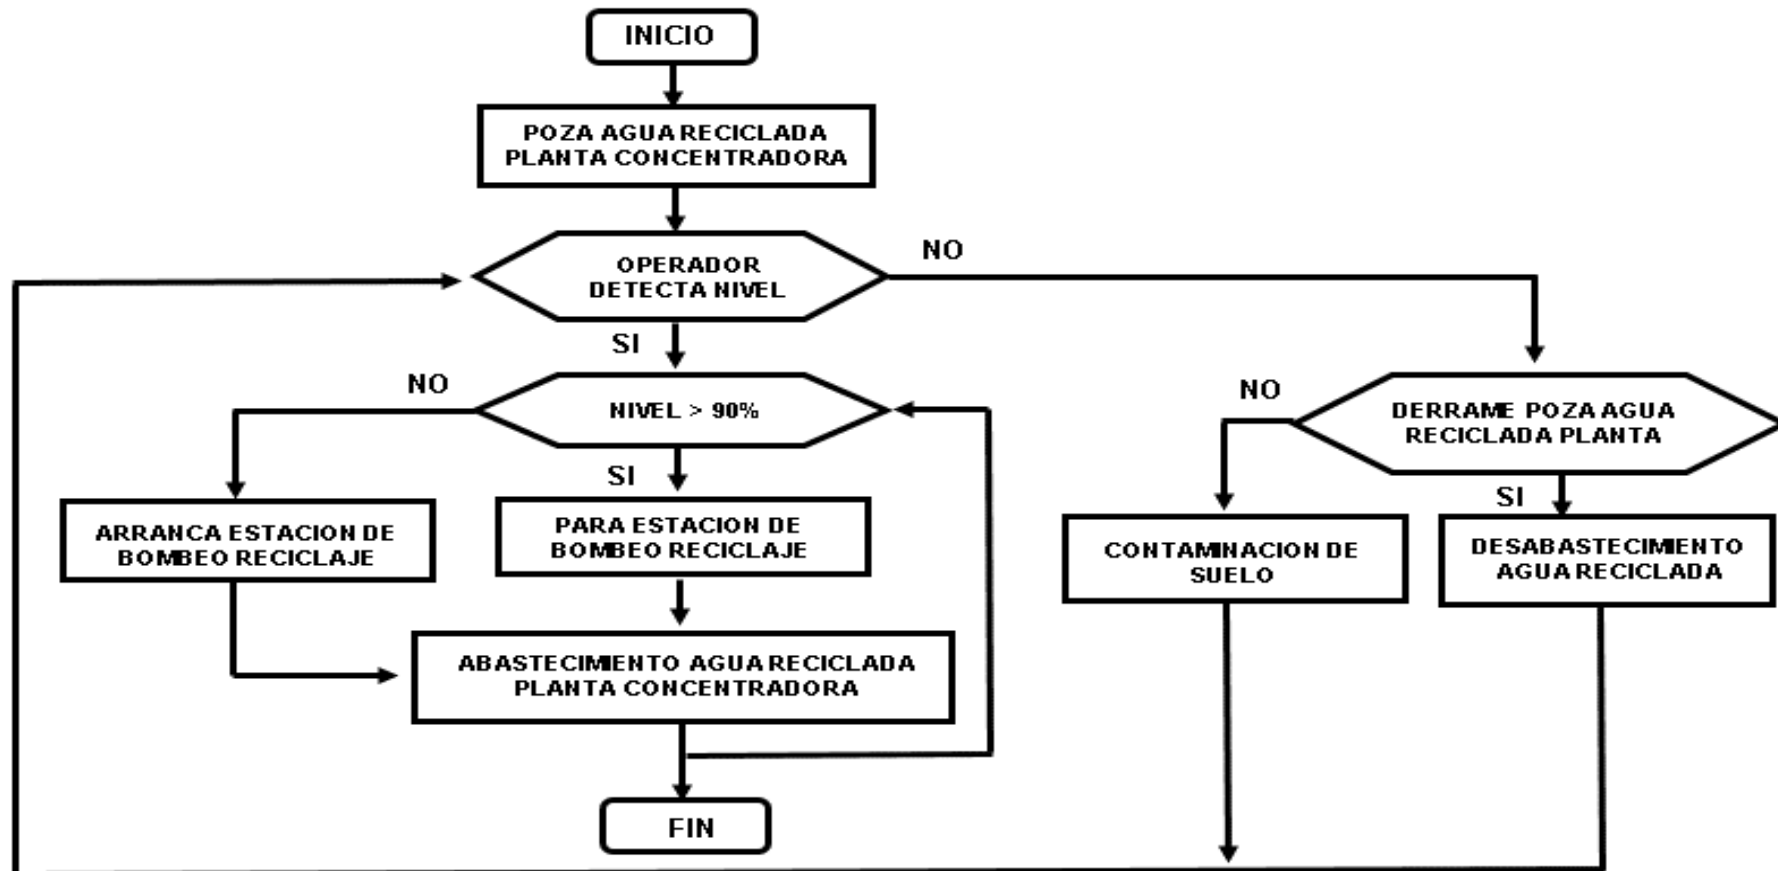 INICIO
POZA AGUA RECICLADA
PLANTA CONCENTRADORA
OPERADOR
DETECTA NIVEL
NO
SI
NO
NIVEL > 90%
SI
NO
DERRAME POZA AGUA
RECICLADA PLANTA
SI
ARRANCA ESTACION DE
BOMBEO RECICLAJE
PARA ESTACION DE
BOMBEO RECICLAJE
CONTAMINACION DE
SUELO
DESABASTECIMIENTO
AGUA RECICLADA
ABASTECIMIENTO AGUA RECICLADA
PLANTA CONCENTRADORA
FIN